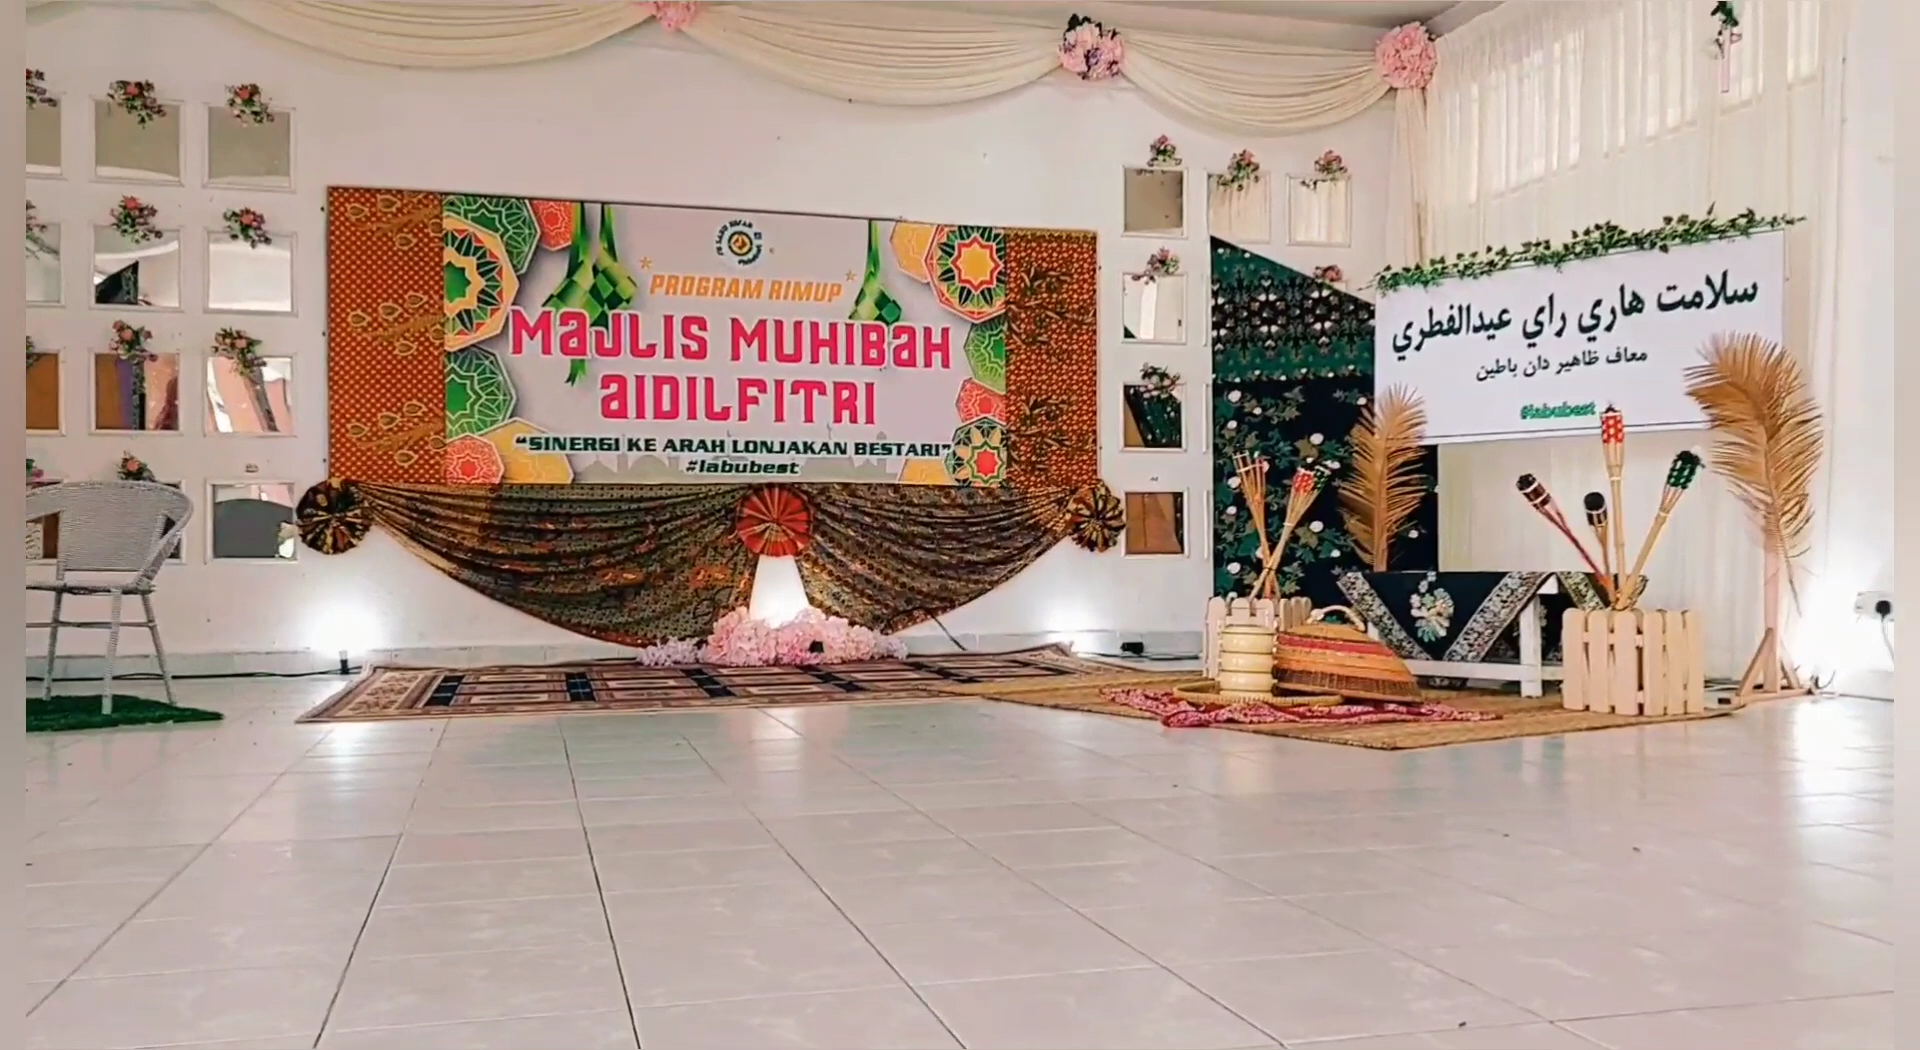 PROGRAM RIMUP
MAJLIS MUHIBAH
AIDILFITRI
"SINERGI KE ARAH LONJAKAN BESTARI"
#labubest
سلامت هاري راي عيدالفطري
معاف ظاهير دان باطين
#labubest